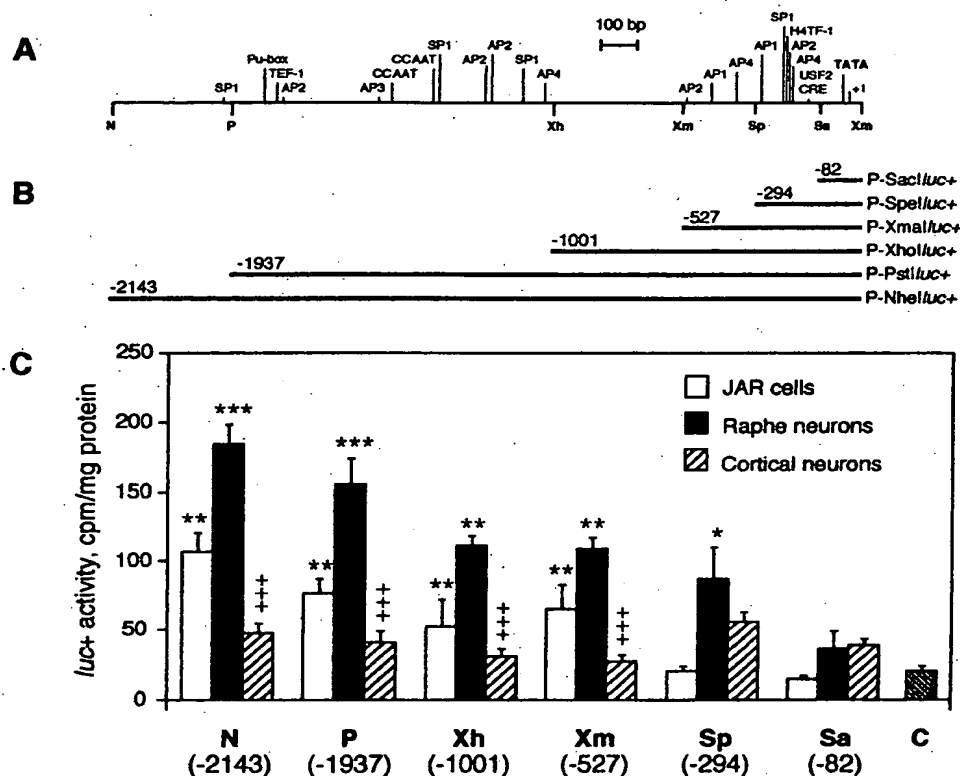 A
100 bp
SP1
H4TF-1
AP2
AP4
USF2
CRE
TATA
+1
AP1
AP4
AP1
AP2
SP1
AP2
AP2
SP1
AP4
CCAAT
CCAAT
AP3
Pu-box
TEF-1
AP2
SP1
N P Xh Xm Sp Sa Xm
B
-82 P-SacIluc+
-294 P-SpeIluc+
-527 P-XmaIluc+
-1001 P-XhoIluc+
-1937 P-PstIluc+
-2143 P-NheIluc+
C
luc+ activity, cpm/mg protein
250
200
150
100
50
0
JAR cells
Raphe neurons
Cortical neurons
** *** +++
** *** +++
** ** +++
** ** +++
*
N P Xh Xm Sp Sa C
(-2143) (-1937) (-1001) (-527) (-294) (-82)